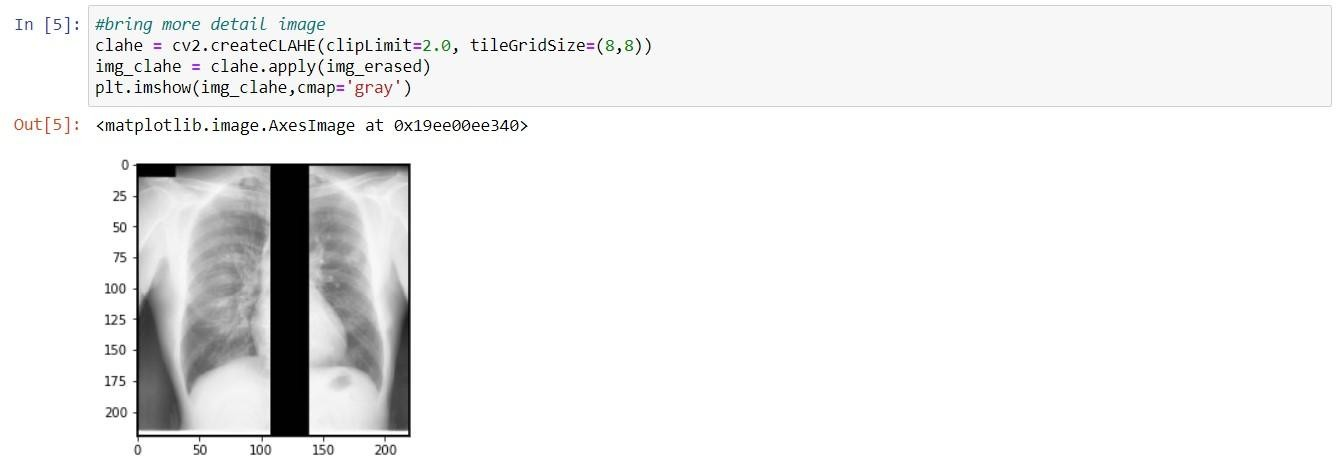 In [5]: #bring more detail image
clahe = cv2.createCLAHE(clipLimit=2.0, tileGridSize=(8,8))
img_clahe = clahe.apply(img_erased)
plt.imshow(img_clahe,cmap='gray')
Out[5]: <matplotlib.image.AxesImage at 0x19ee00ee340>
0
25
50
75
100
125
150
175
200
0 50 100 150 200